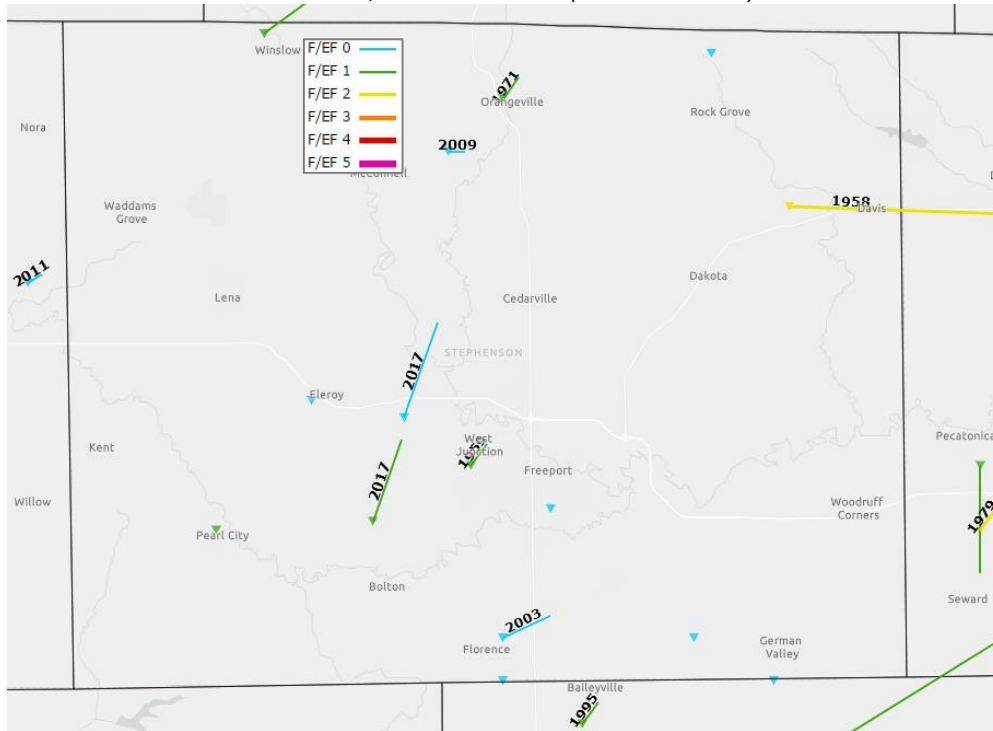 Winslow
F/EF 0
F/EF 1
F/EF 2
F/EF 3
F/EF 4
F/EF 5
1971
Orangeville
Rock Grove
Nora
2009
McConnell
Waddams
Grove
1958
Davis
2011
Lena
Cedarville
Dakota
STEPHENSON
2017
Eleroy
Kent
West
Junction
Pecatonica
2017
Freeport
Willow
Woodruff
Corners
1979
Pearl City
Bolton
Seward
2003
Florence
German
Valley
Baileyville
1995